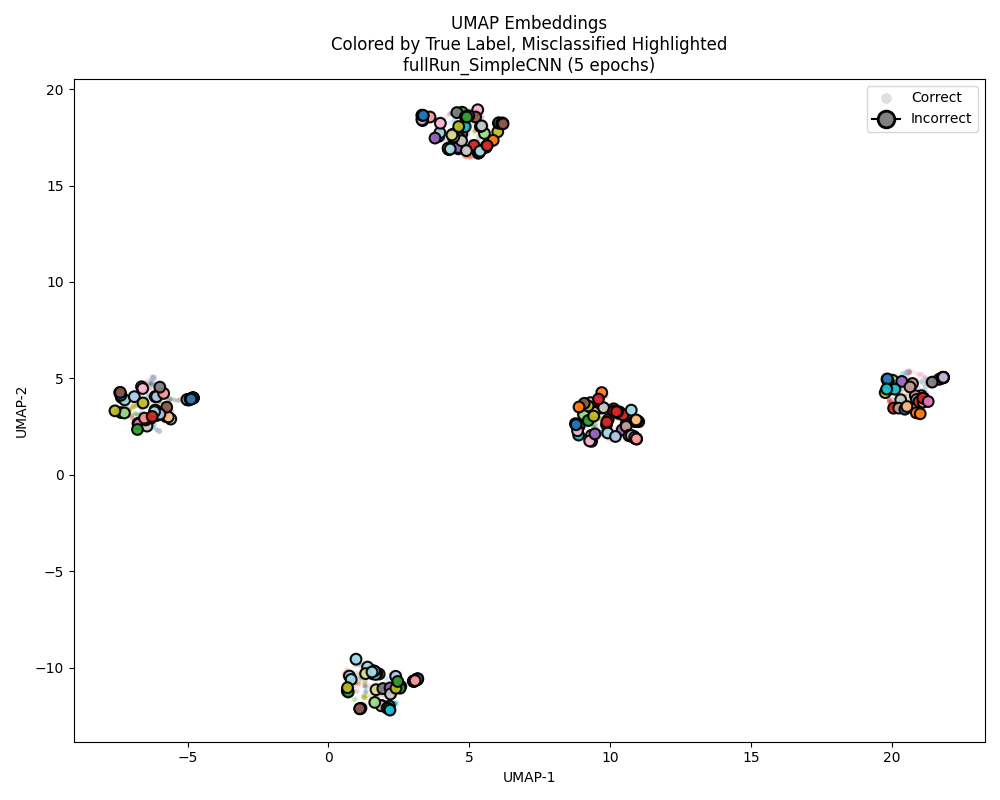 UMAP Embeddings
Colored by True Label, Misclassified Highlighted
fullRun_SimpleCNN (5 epochs)
Correct
Incorrect
20
15
10
5
0
−5
−10
UMAP-2
−5
0
5
10
15
20
UMAP-1